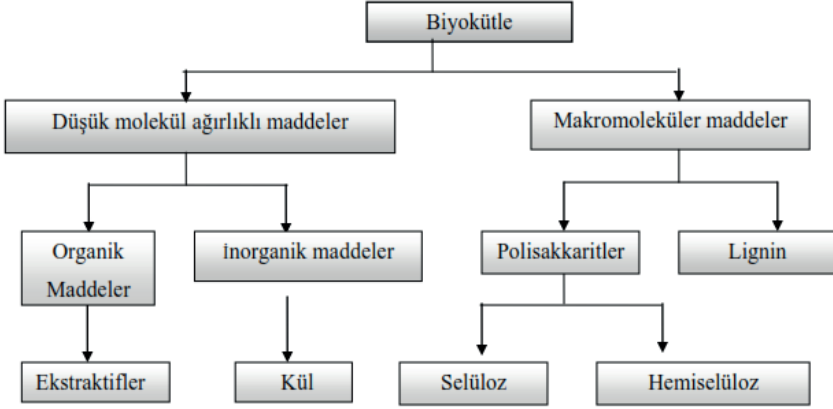 Biyokütle
Düşük molekül ağırlıklı maddeler
Makromoleküler maddeler
Organik
Maddeler
İnorganik maddeler
Polisakkaritler
Lignin
Ekstraktifler
Kül
Selüloz
Hemiselüloz